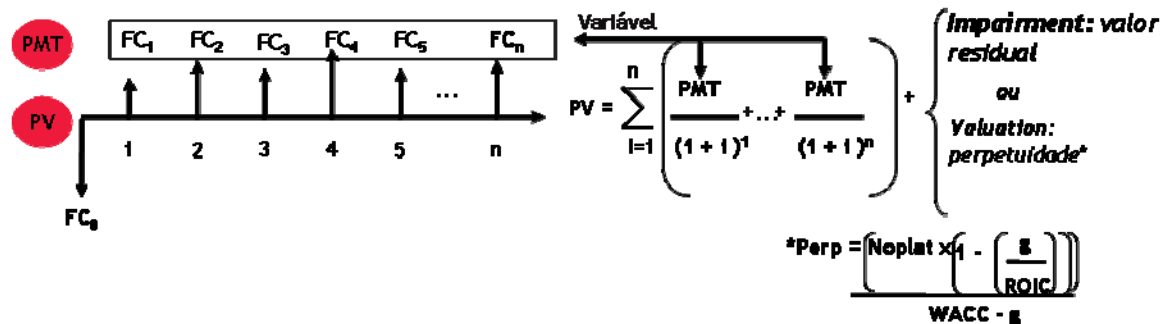 PMT
FC1 FC2 FC3 FC4 FC5 FCn
...
PV
1 2 3 4 5 n
FC0
Variável
PV = n ∑ i=1 ( PMT/(1 + i)^1 +...+ PMT/(1 + i)^n ) +
Impairment: valor
residual
ou
Valuation:
perpetuidade*
*Perp = (Noplat x (1 - (g/ROIC)))
WACC - g